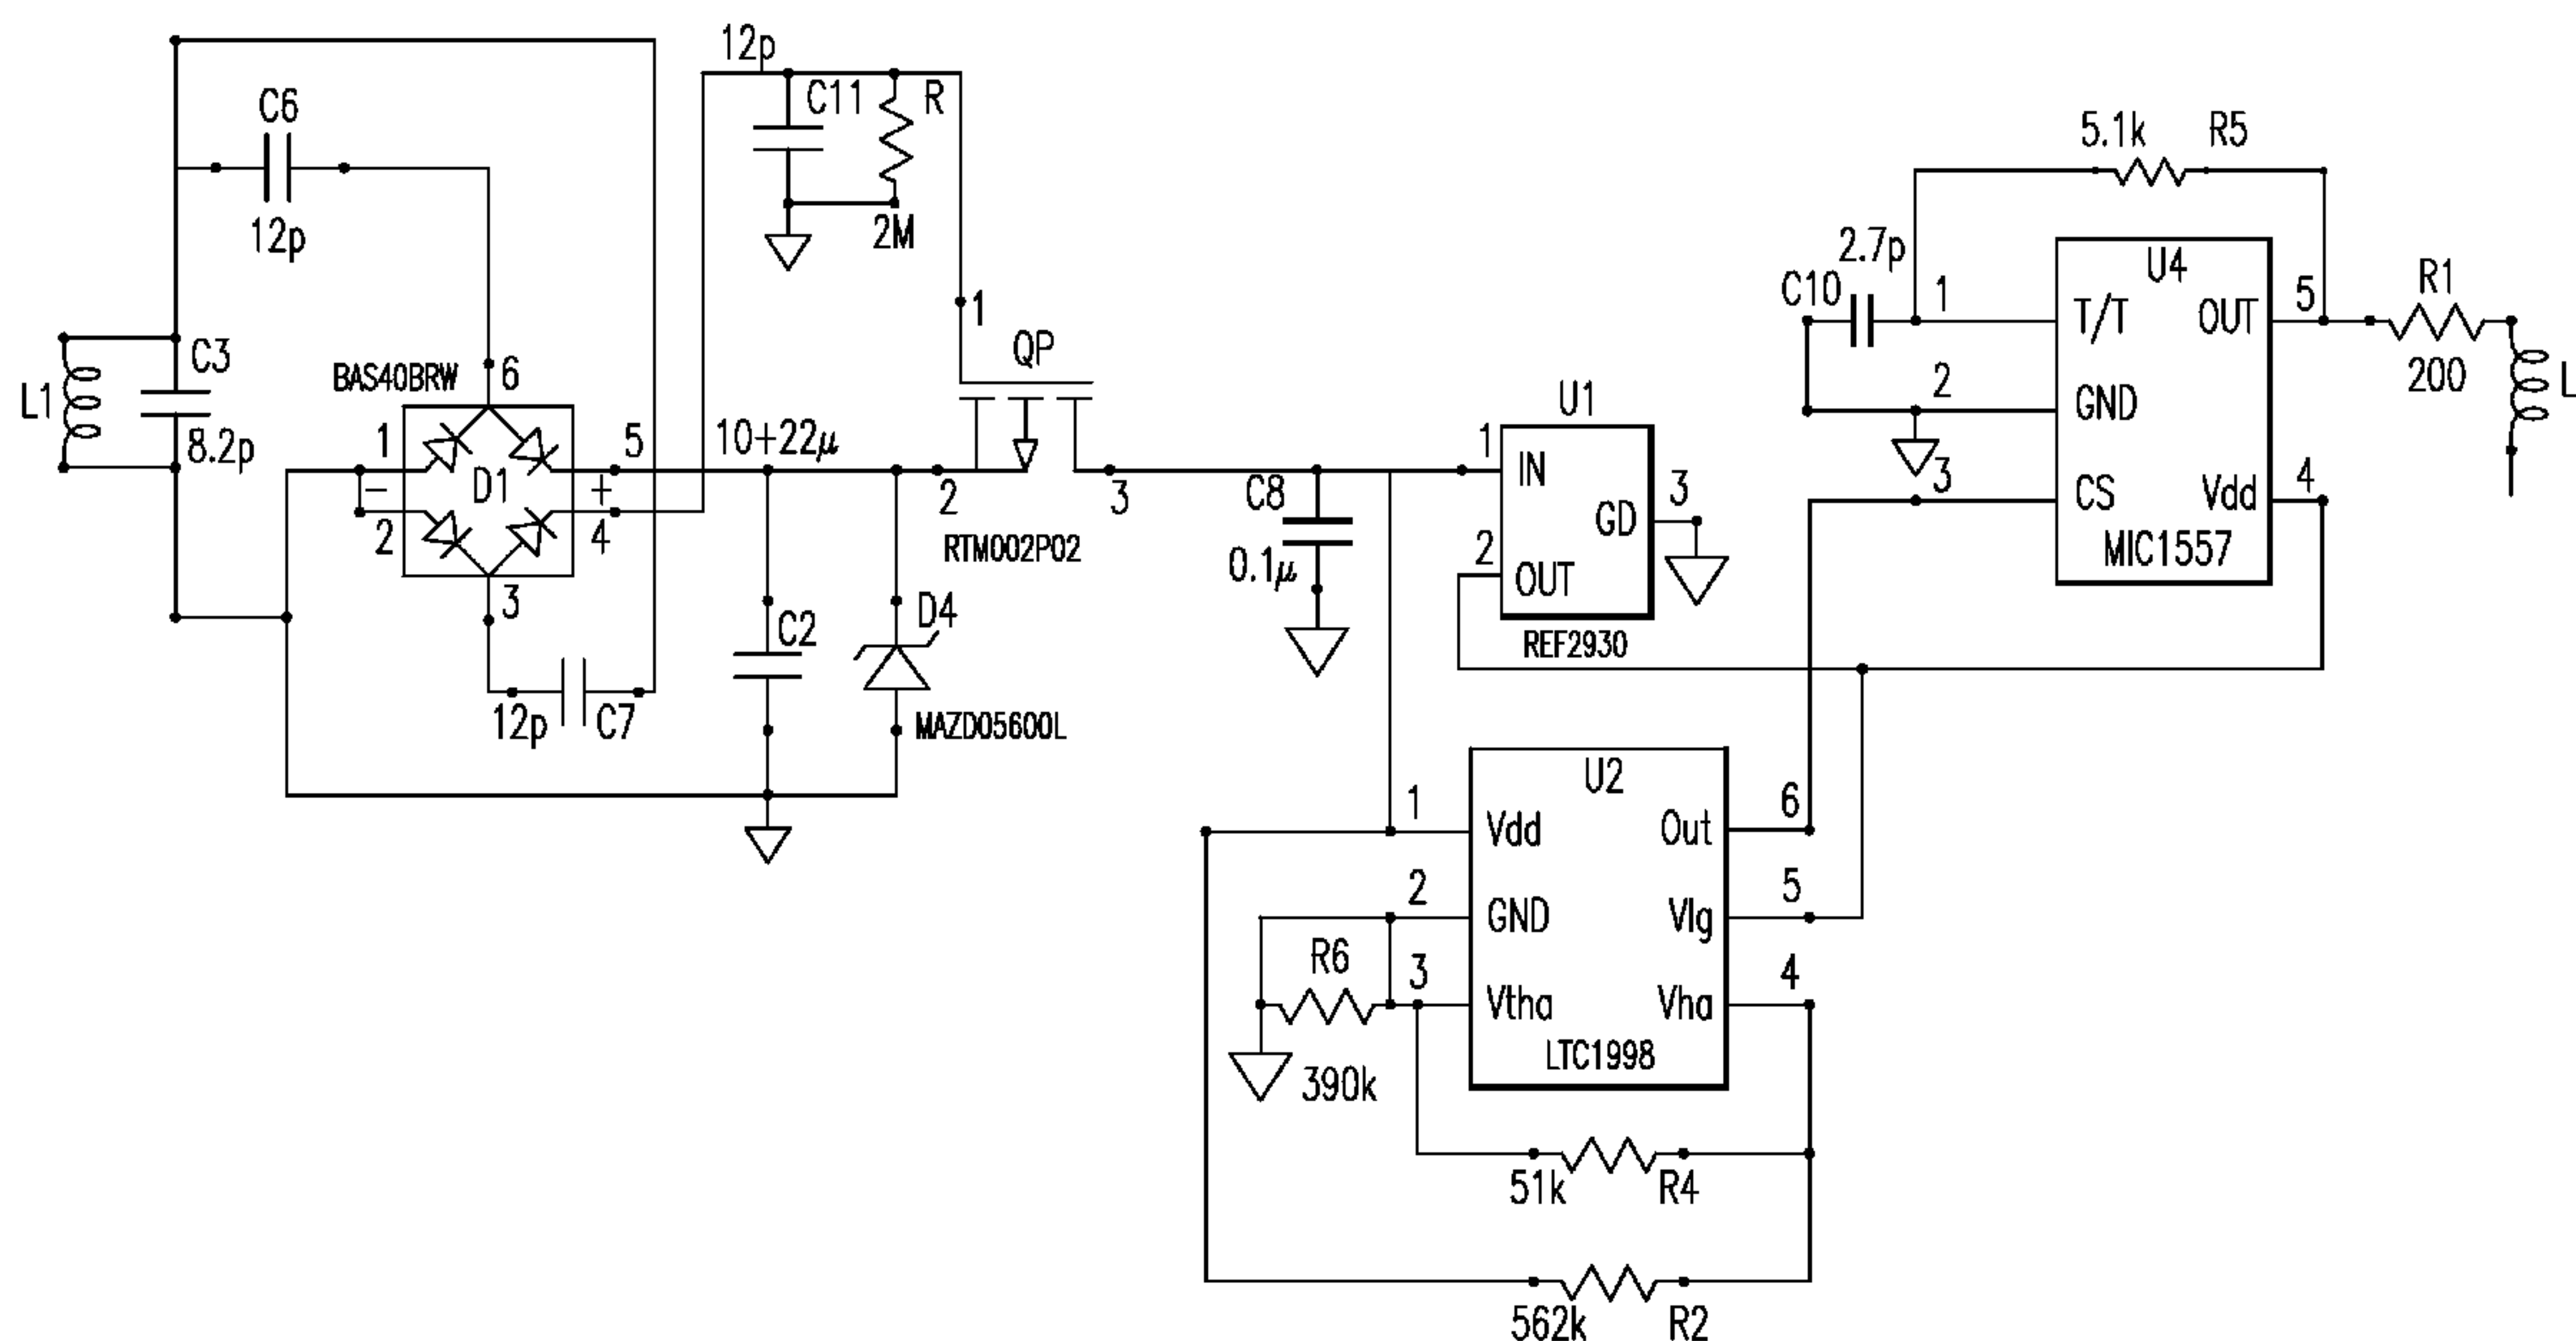 C6
12p
L1
C3
8.2p
BAS40BRW
6
1
5
-
D1
+
2
4
3
12p
C7
12p
C11
R
2M
1
QP
10+22μ
2
3
RTM002P02
C2
D4
MAZD05600L
C8
0.1μ
U1
1
IN
GD
3
2
OUT
REF2930
5.1k
R5
2.7p
C10
1
U4
T/T
OUT
5
R1
200
L
2
GND
3
CS
Vdd
4
MIC1557
U2
1
Vdd
Out
6
2
GND
VIg
5
R6
3
Vtha
Vha
4
LTC1998
390k
51k
R4
562k
R2